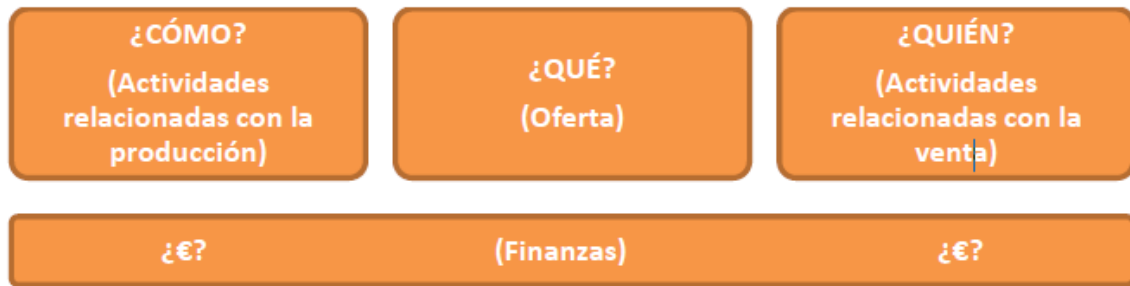 ¿CÓMO?
(Actividades
relacionadas con la
producción)
¿QUÉ?
(Oferta)
¿QUIÉN?
(Actividades
relacionadas con la
venta)
¿€? (Finanzas) ¿€?